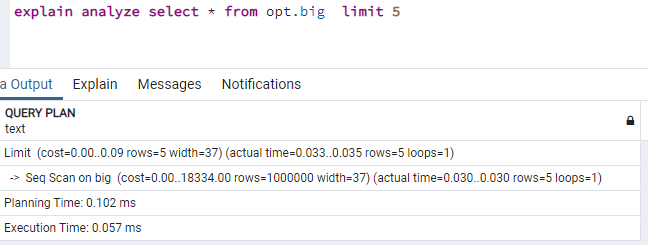 explain analyze select * from opt.big  limit 5
a Output Explain Messages Notifications
QUERY PLAN
text
Limit (cost=0.00..0.09 rows=5 width=37) (actual time=0.033..0.035 rows=5 loops=1)
-> Seq Scan on big (cost=0.00..18334.00 rows=1000000 width=37) (actual time=0.030..0.030 rows=5 loops=1)
Planning Time: 0.102 ms
Execution Time: 0.057 ms